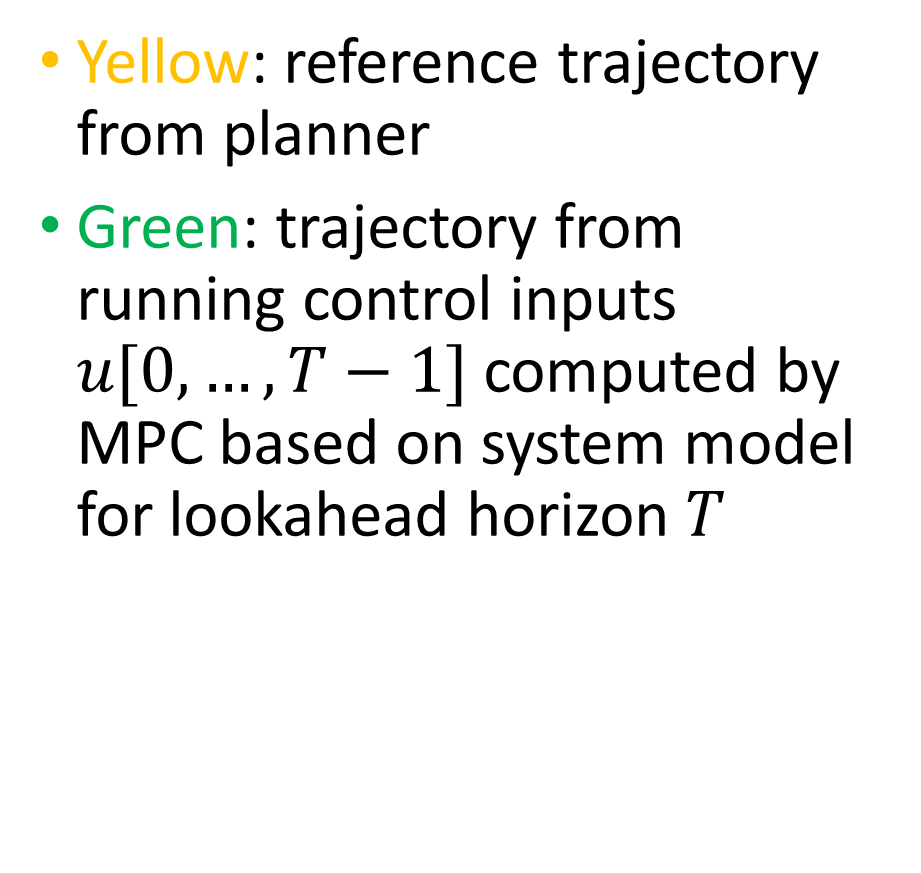 • Yellow: reference trajectory
from planner
• Green: trajectory from
running control inputs
𝑢[0, … , 𝑇 − 1] computed by
MPC based on system model
for lookahead horizon 𝑇